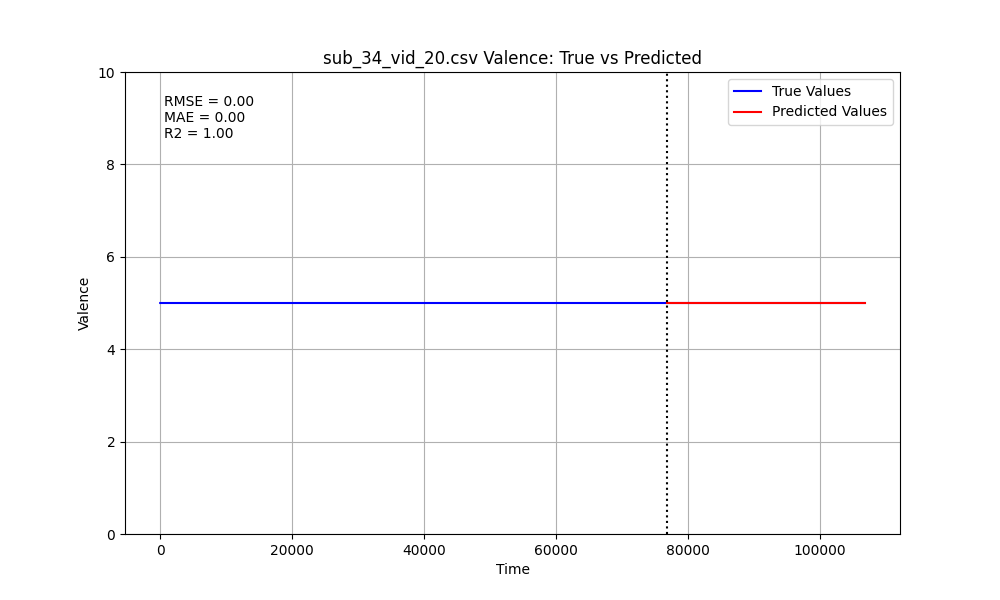 sub_34_vid_20.csv Valence: True vs Predicted
RMSE = 0.00
MAE = 0.00
R2 = 1.00
True Values
Predicted Values
Valence
10
8
6
4
2
0
0 20000 40000 60000 80000 100000
Time